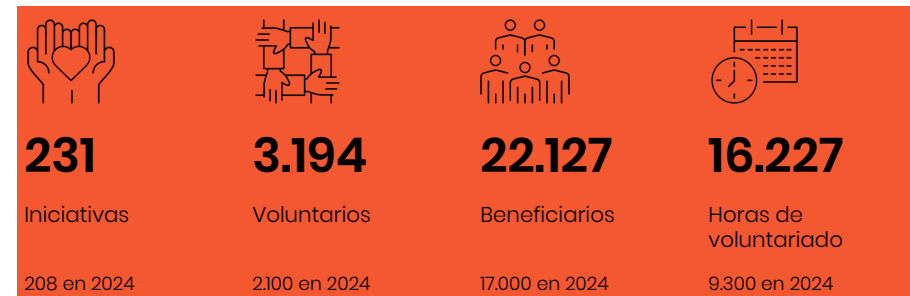 231
Iniciativas
208 en 2024
3.194
Voluntarios
2.100 en 2024
22.127
Beneficiarios
17.000 en 2024
16.227
Horas de
voluntariado
9.300 en 2024